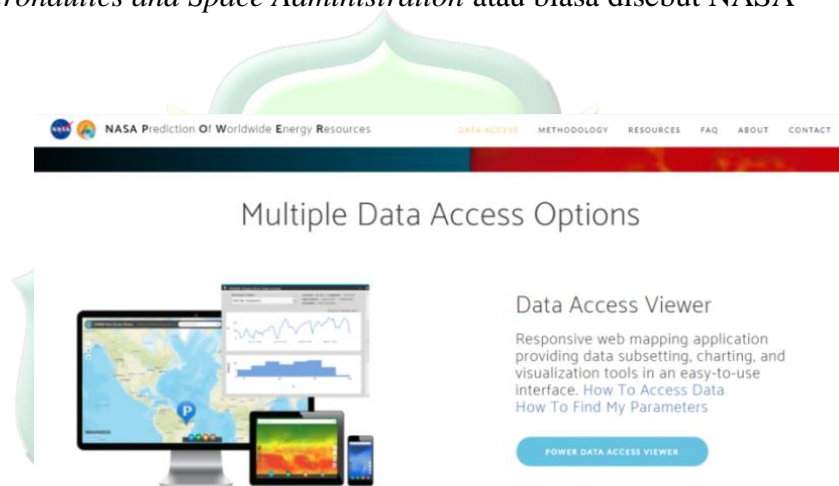 and Space Administration atau biasa disebut NASA
NASA Prediction Of Worldwide Energy Resources
DATA ACCESS METHODOLOGY RESOURCES FAQ ABOUT CONTACT
Multiple Data Access Options
Data Access Viewer
Responsive web mapping application
providing data subsetting, charting, and
visualization tools in an easy-to-use
interface. How To Access Data
How To Find My Parameters
POWER DATA ACCESS VIEWER